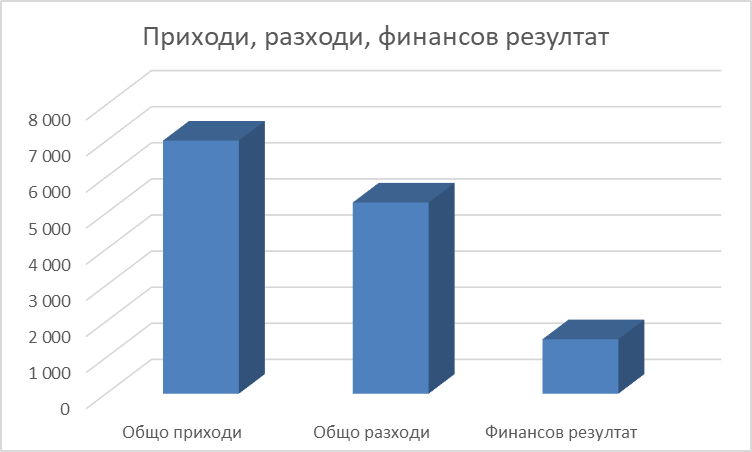 Приходи, разходи, финансов резултат
8 000
7 000
6 000
5 000
4 000
3 000
2 000
1 000
0
Общо приходи
Общо разходи
Финансов резултат